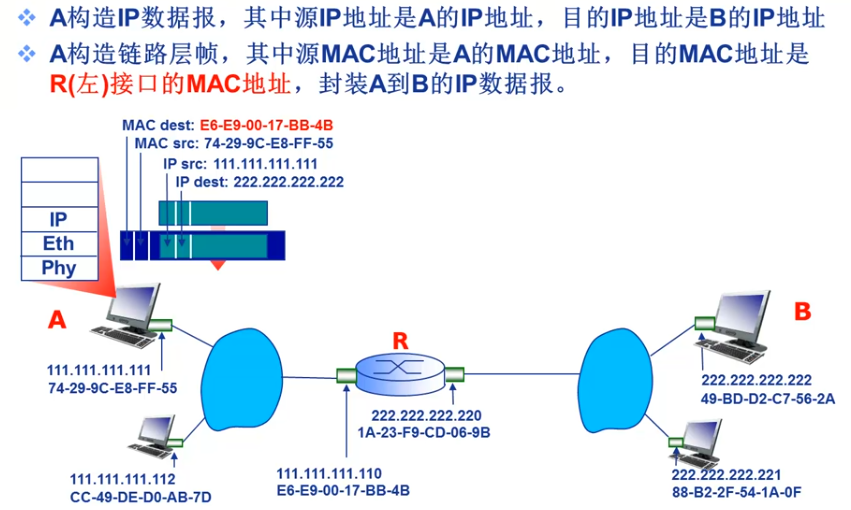 A构造IP数据报，其中源IP地址是A的IP地址，目的IP地址是B的IP地址
A构造链路层帧，其中源MAC地址是A的MAC地址，目的MAC地址是
R(左)接口的MAC地址，封装A到B的IP数据报。
MAC dest: E6-E9-00-17-BB-4B
MAC src: 74-29-9C-E8-FF-55
IP src: 111.111.111.111
IP dest: 222.222.222.222
IP
Eth
Phy
A
R
B
111.111.111.111
74-29-9C-E8-FF-55
222.222.222.222
49-BD-D2-C7-56-2A
222.222.222.220
1A-23-F9-CD-06-9B
111.111.111.112
CC-49-DE-D0-AB-7D
111.111.111.110
E6-E9-00-17-BB-4B
222.222.222.221
88-B2-2F-54-1A-0F